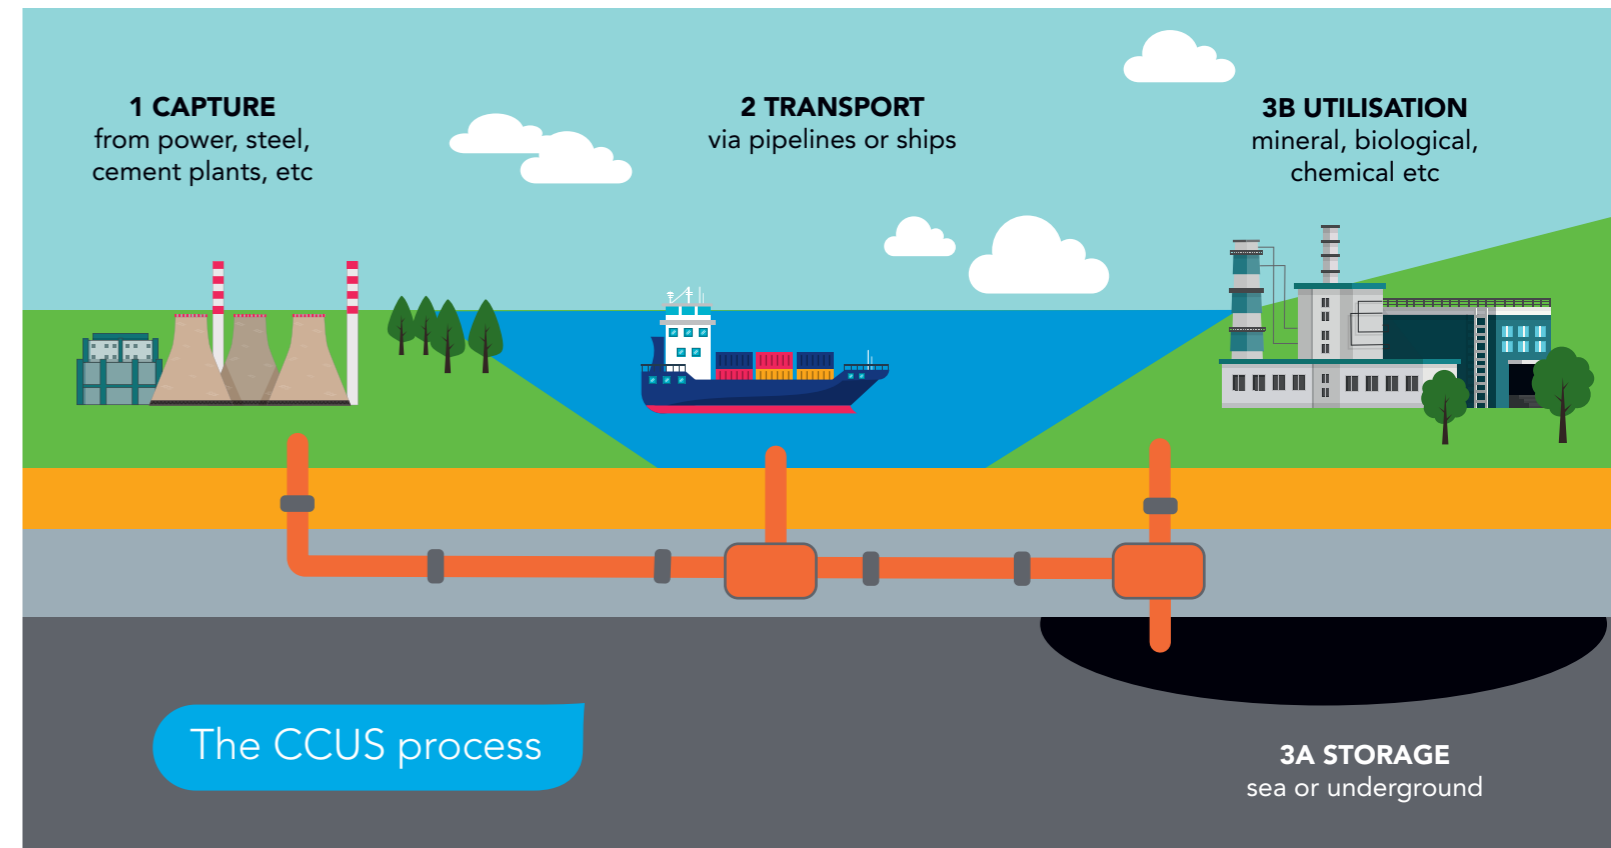 1 CAPTURE
from power, steel,
cement plants, etc
2 TRANSPORT
via pipelines or ships
3B UTILISATION
mineral, biological,
chemical etc
The CCUS process
3A STORAGE
sea or underground